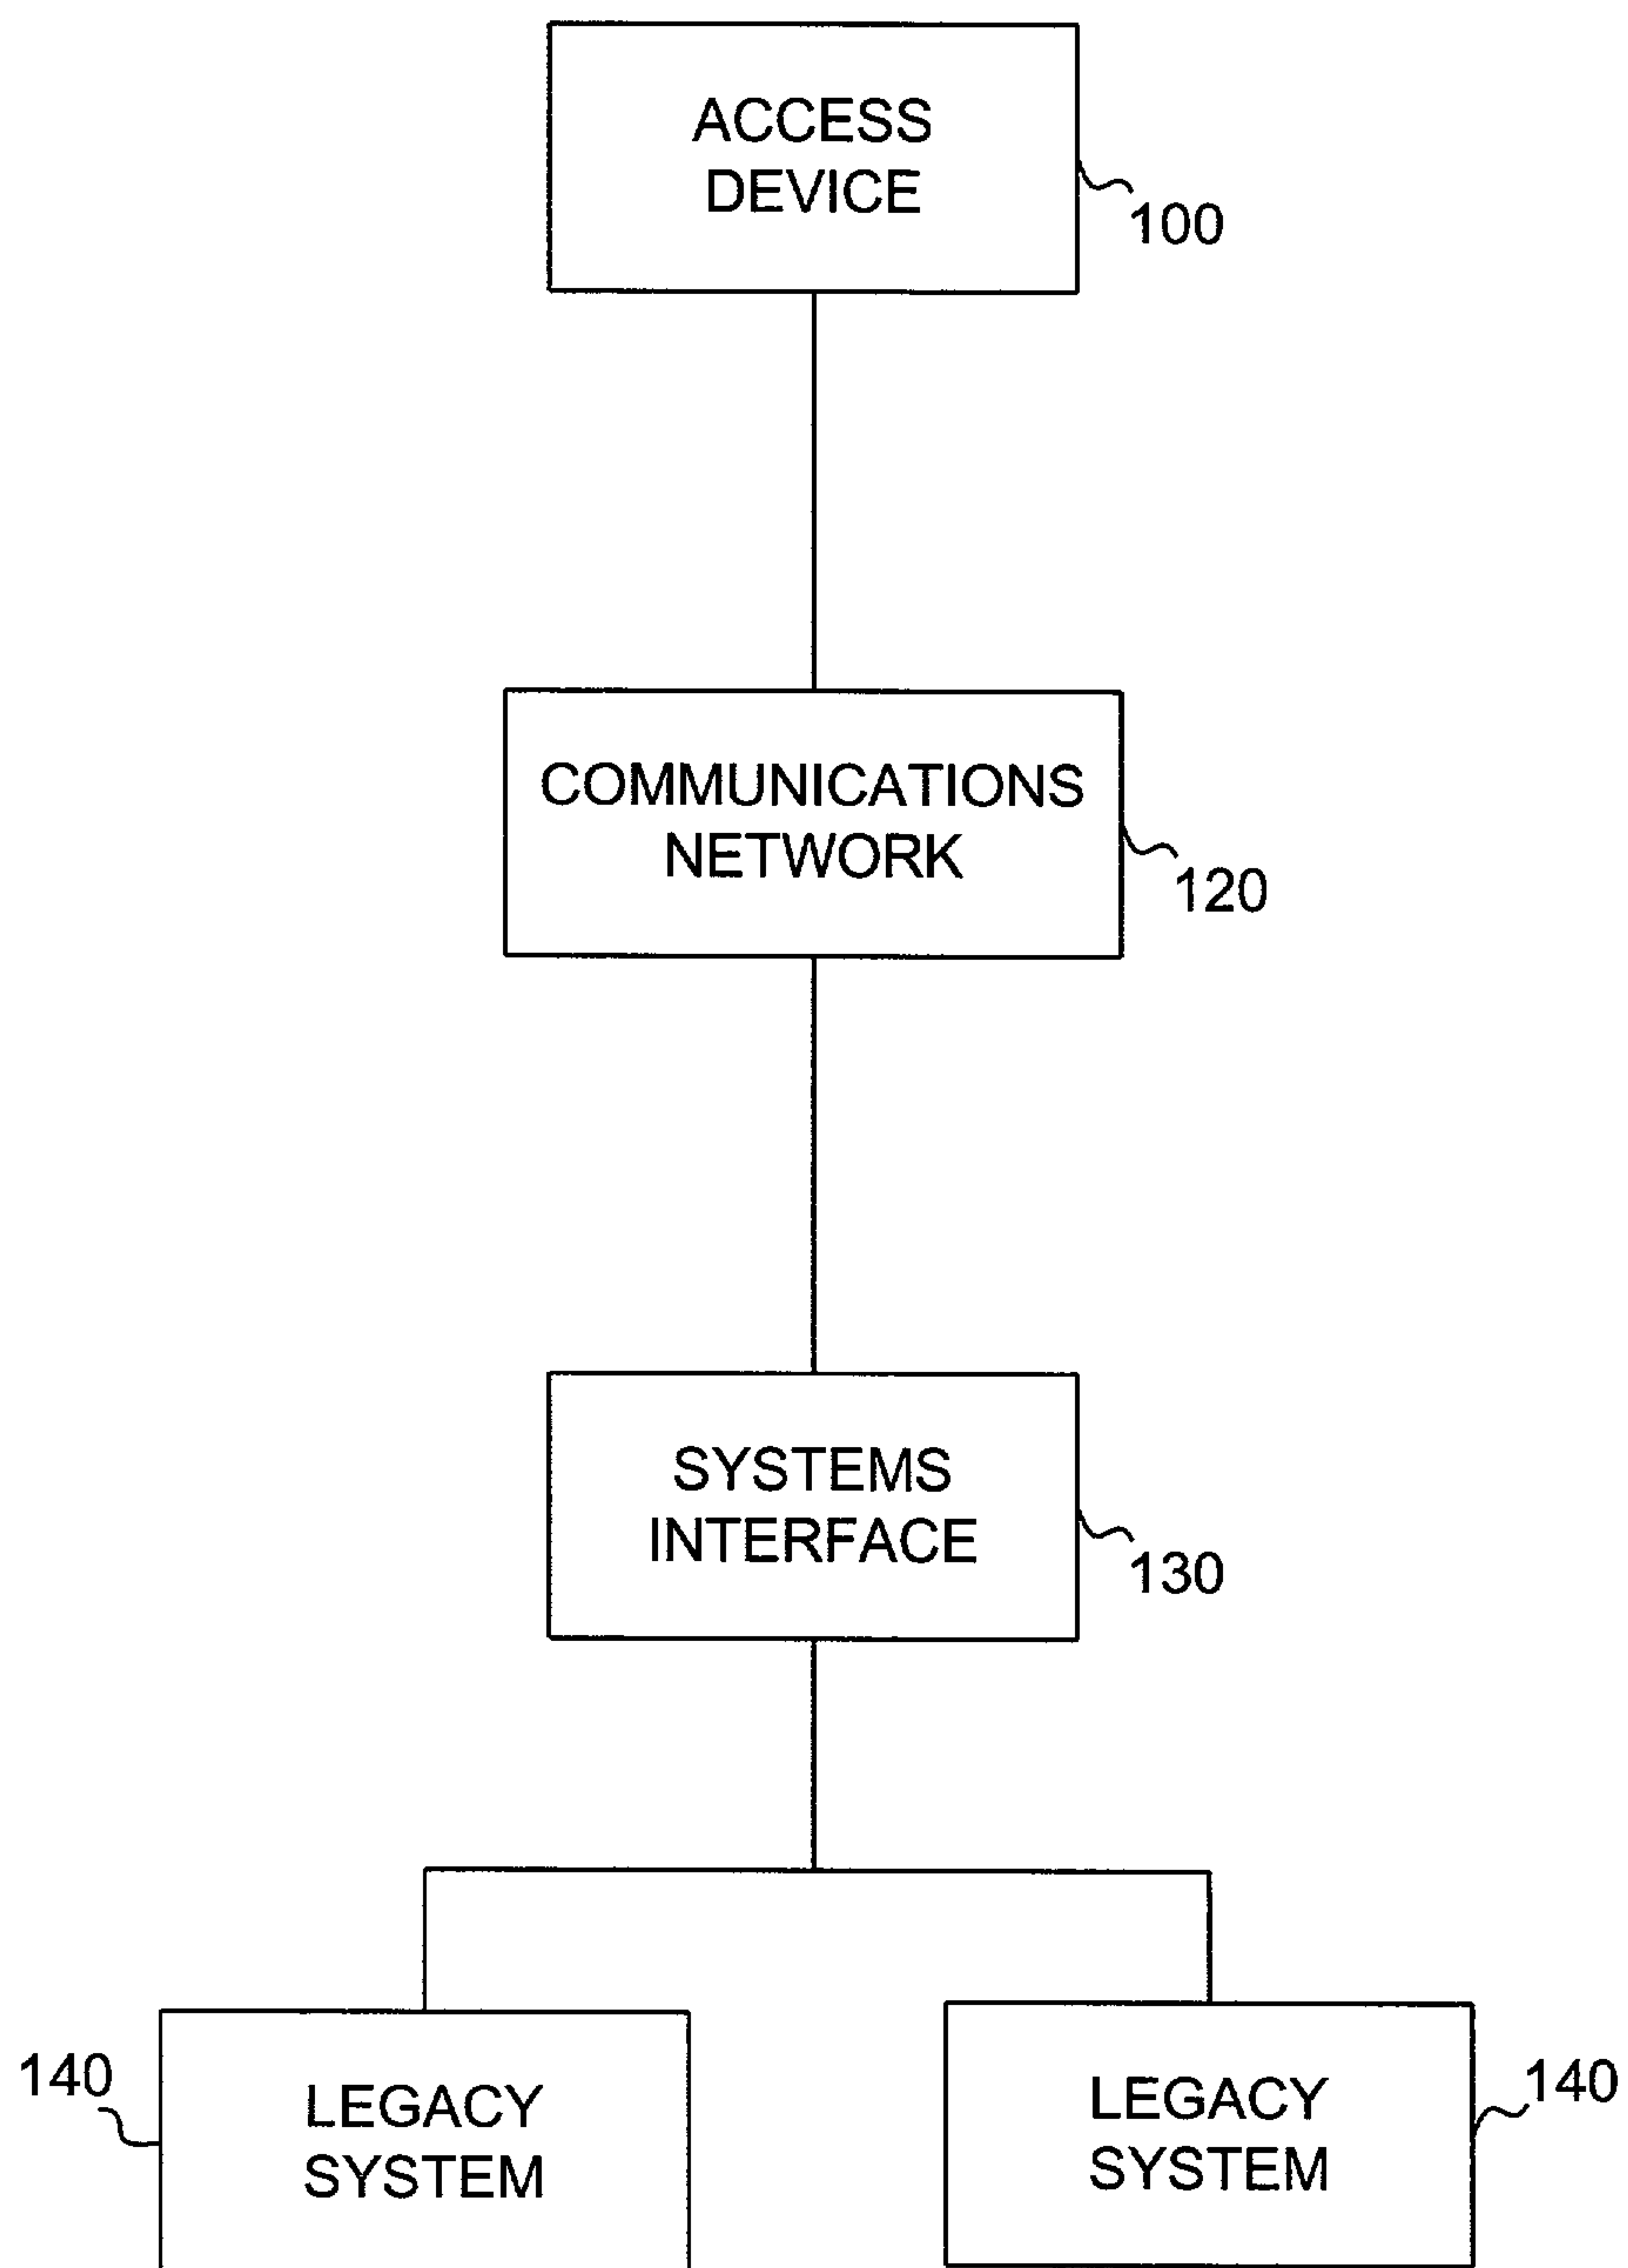 ACCESS
DEVICE
100
COMMUNICATIONS
NETWORK
120
SYSTEMS
INTERFACE
130
140
LEGACY
SYSTEM
LEGACY
SYSTEM
140